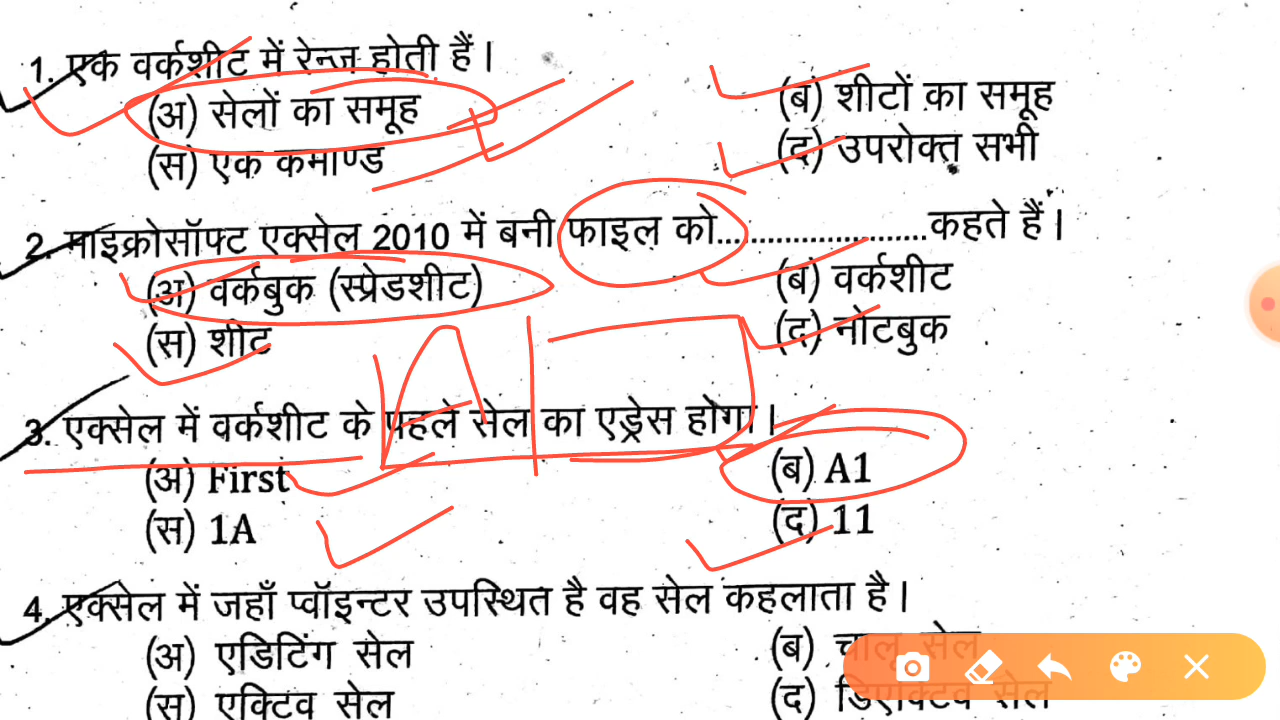 1. एक वर्कशीट में रेन्ज होती हैं।
(अ) सेलों का समूह (ब) शीटों का समूह
(स) एक कमाण्ड (द) उपरोक्त सभी
2. माइक्रोसॉफ्ट एक्सेल 2010 में बनी फाइल को........................कहते हैं।
(अ) वर्कबुक (स्प्रेडशीट) (ब) वर्कशीट
(स) शीट (द) नोटबुक
3. एक्सेल में वर्कशीट के पहले सेल का एड्रेस होगा।
(अ) First (ब) A1
(स) 1A (द) 11
4. एक्सेल में जहाँ प्वॉइन्टर उपस्थित है वह सेल कहलाता है।
(अ) एडिटिंग सेल (ब) चालू सेल
(स) एक्टिव सेल (द) डिएक्टिव सेल